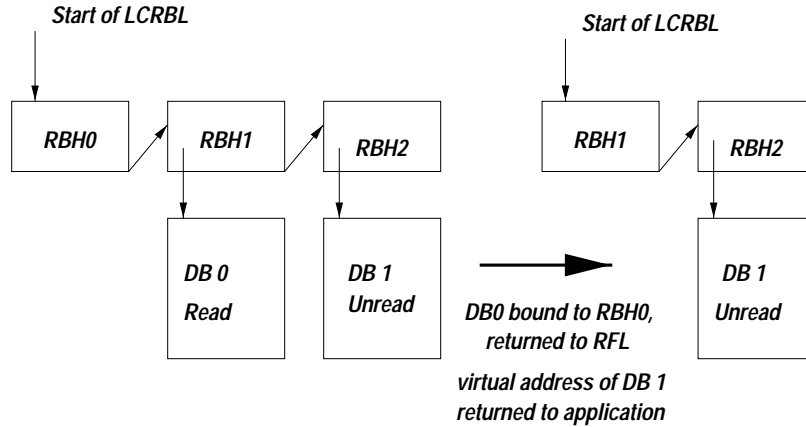 Start of LCRBL
RBH0
RBH1
RBH2
DB 0
Read
DB 1
Unread
DB0 bound to RBH0,
returned to RFL
virtual address of DB 1
returned to application
Start of LCRBL
RBH1
RBH2
DB 1
Unread